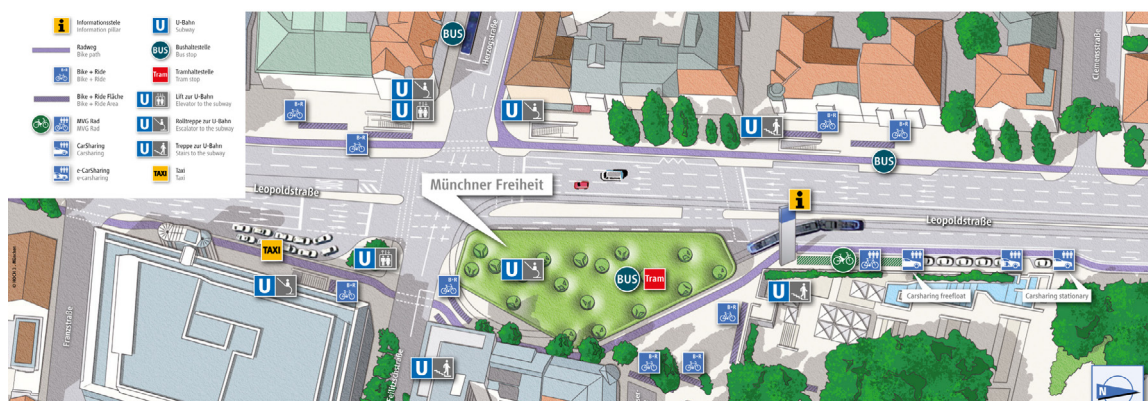 i
Informationsstele
Information pillar
U
U-Bahn
Subway
Radweg
Bike path
BUS
Bushaltestelle
Bus stop
B+R
Bike + Ride
Bike + Ride
Tram
Tramhaltestelle
Tram stop
Bike + Ride Fläche
Bike + Ride Area
U
Lift zur U-Bahn
Elevator to the subway
MVG Rad
MVG Rad
U
Rolltreppe zur U-Bahn
Escalator to the subway
CarSharing
Carsharing
U
Treppe zur U-Bahn
Stairs to the subway
e-CarSharing
e-carsharing
TAXI
Taxi
Taxi
BUS
Herzogstraße
Clemensstraße
U
U
U
B+R
B+R
U
B+R
B+R
BUS
Münchner Freiheit
Leopoldstraße
i
Leopoldstraße
TAXI
U
U
B+R
B+R
U
BUS
Tram
U
B+R
Carsharing freefloat
Carsharing stationary
Franzstraße
U
B+R
B+R
N